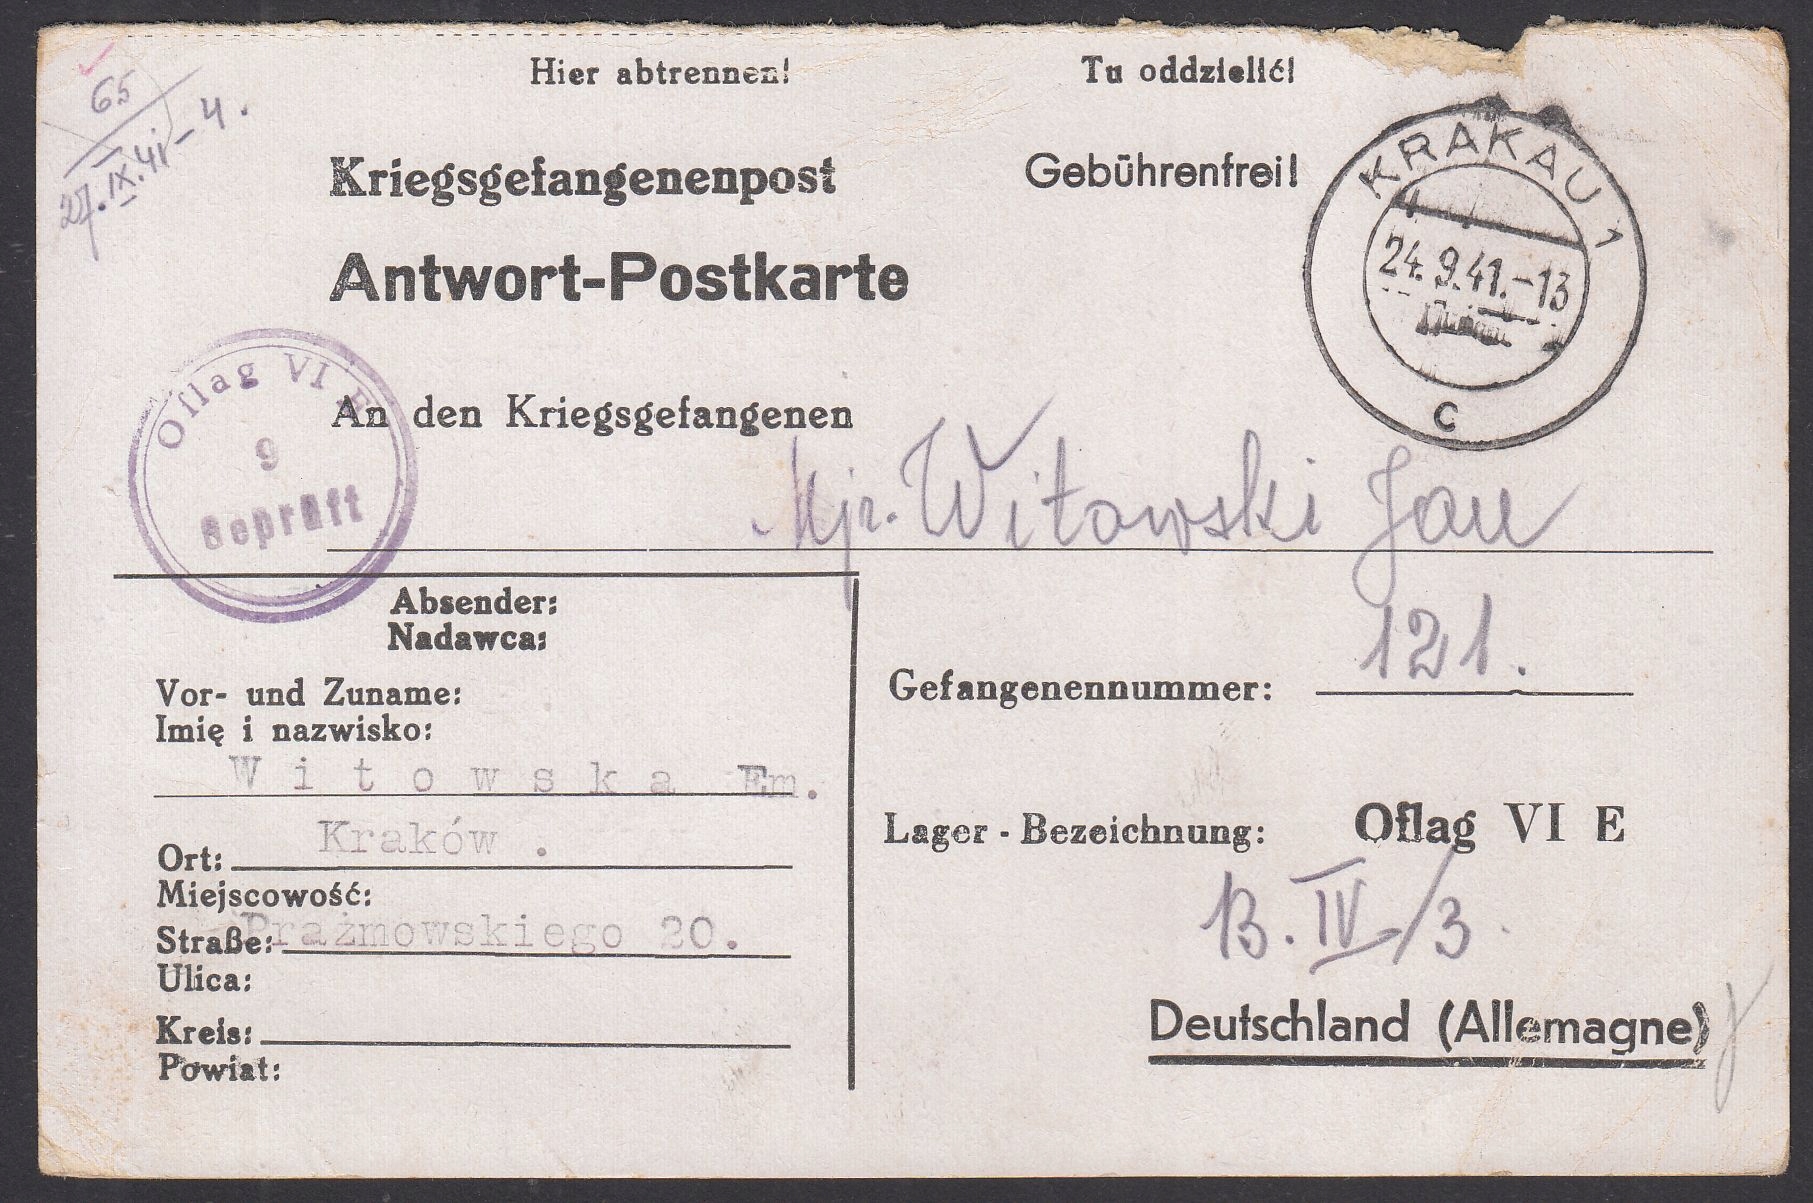 Hier abtrennen! Tu oddzielić!
65
27.IX.41 - 4.
Kriegsgefangenenpost Gebührenfrei!
Antwort-Postkarte
KRAKAU 1
24.9.41.-13
c
Oflag VI E
9
Geprüft
An den Kriegsgefangenen
Mjr. Witowski Jan
Absender:
Nadawca:
Vor- und Zuname:
Imię i nazwisko:
Witowska Em.
Kraków .
Ort:
Miejscowość:
Prażmowskiego 20.
Straße:
Ulica:
Kreis:
Powiat:
Gefangenennummer: 121.
Lager - Bezeichnung: Oflag VI E
B. IV/3
Deutschland (Allemagne)